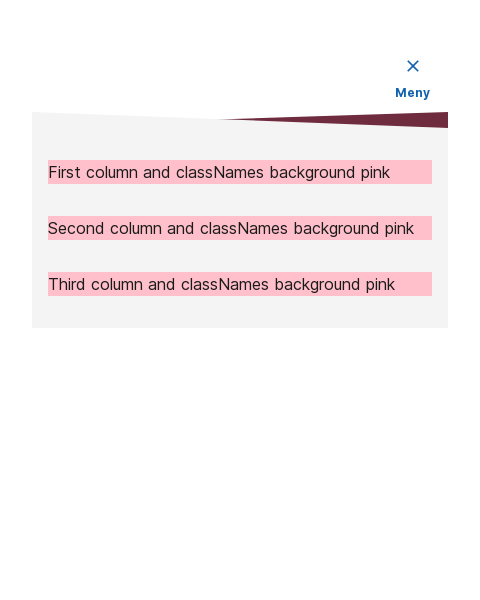 Meny
First column and classNames background pink
Second column and classNames background pink
Third column and classNames background pink